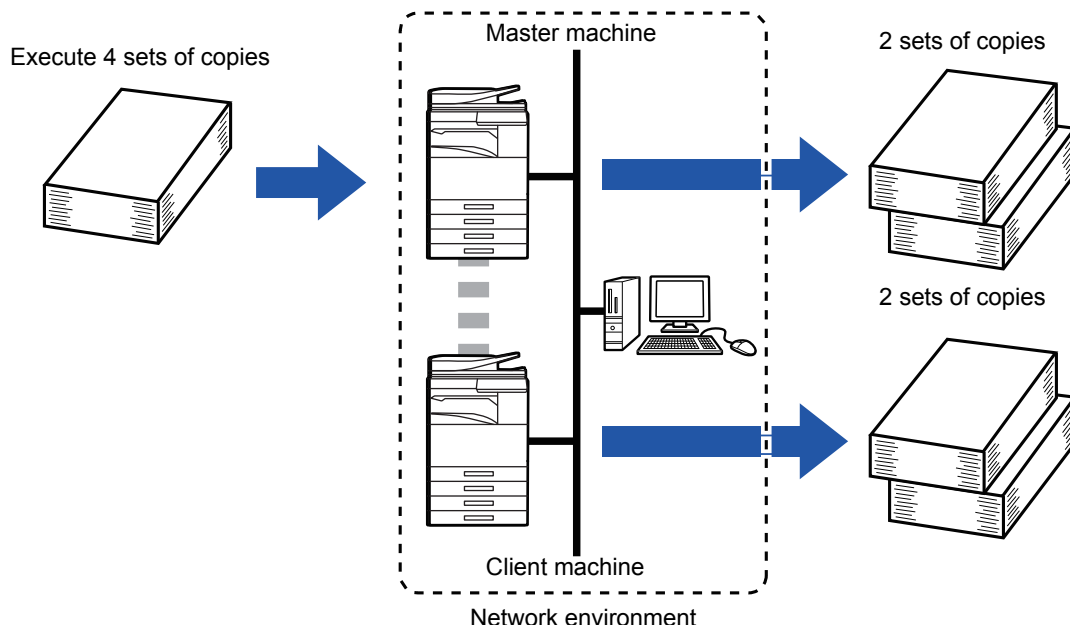 Execute 4 sets of copies
Master machine
2 sets of copies
2 sets of copies
Client machine
Network environment